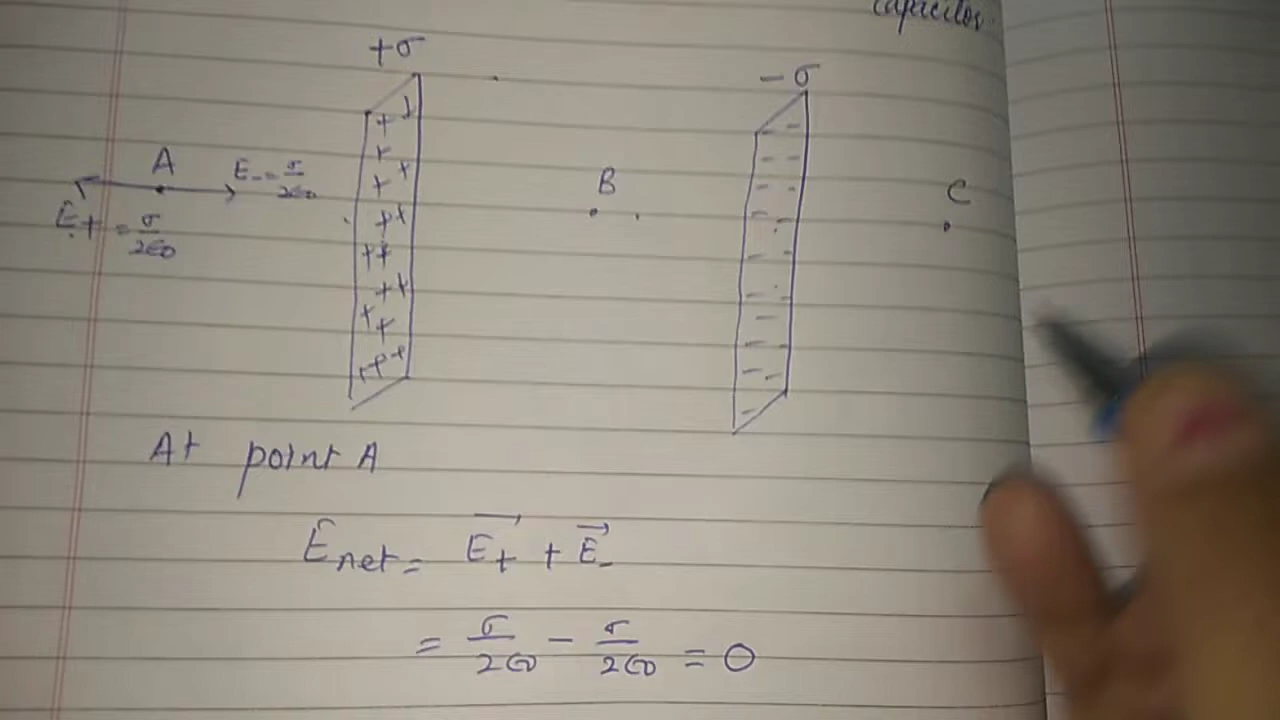 capacitor
+σ
-σ
A
E- = σ/2ε0
B
C
E+ = σ/2ε0
At point A
Enet = E+ + E-
= σ/2ε0 - σ/2ε0 = 0